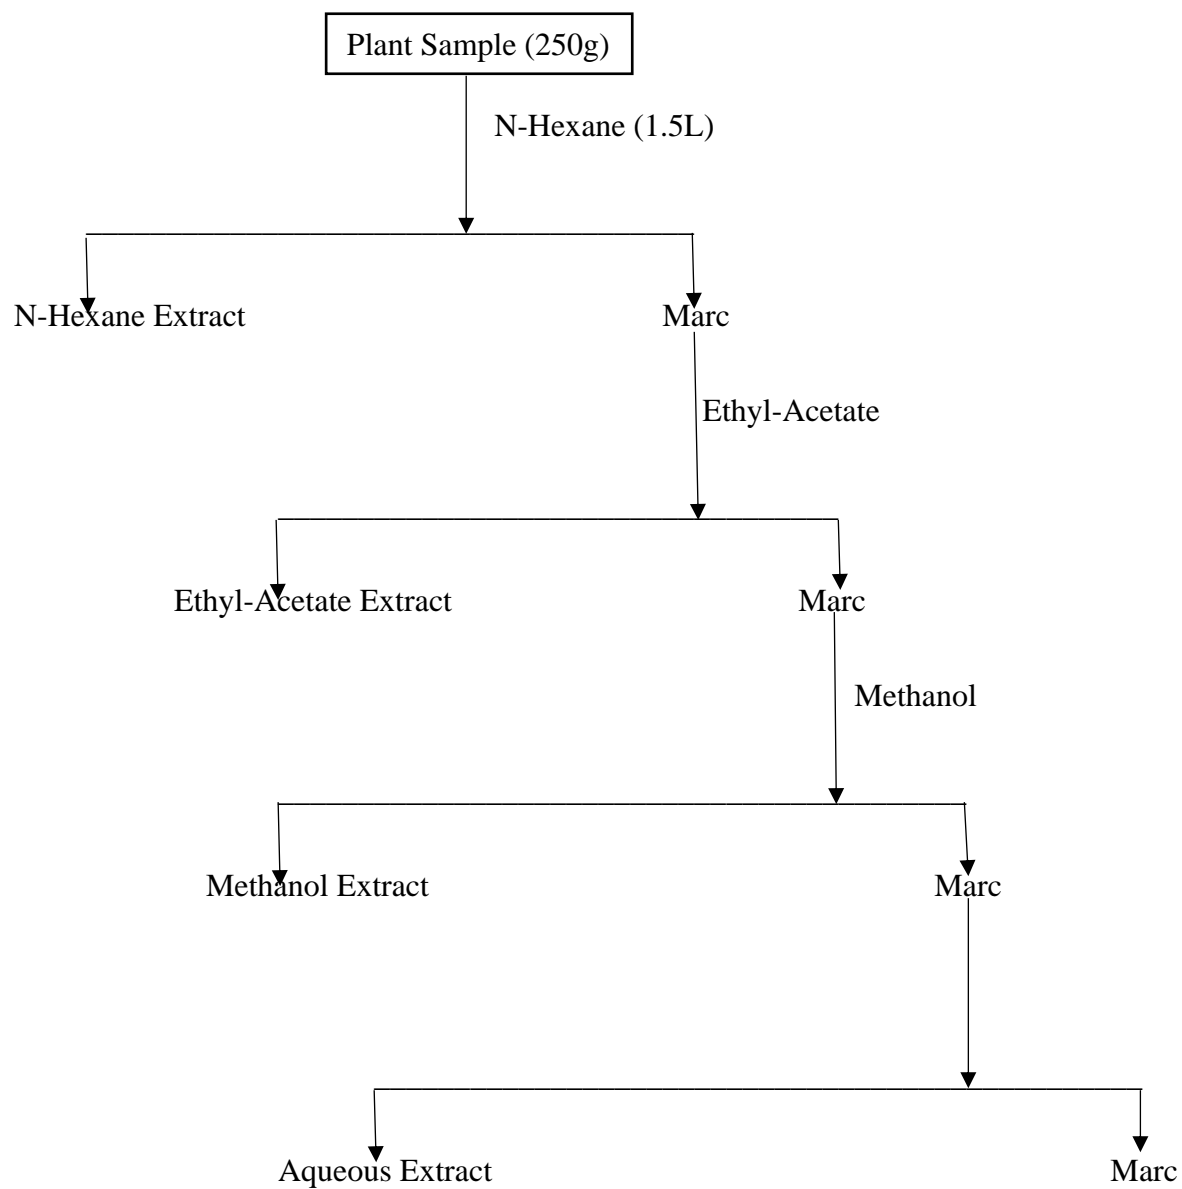 Plant Sample (250g)
N-Hexane (1.5L)
N-Hexane Extract
Marc
Ethyl-Acetate
Ethyl-Acetate Extract
Marc
Methanol
Methanol Extract
Marc
Aqueous Extract
Marc